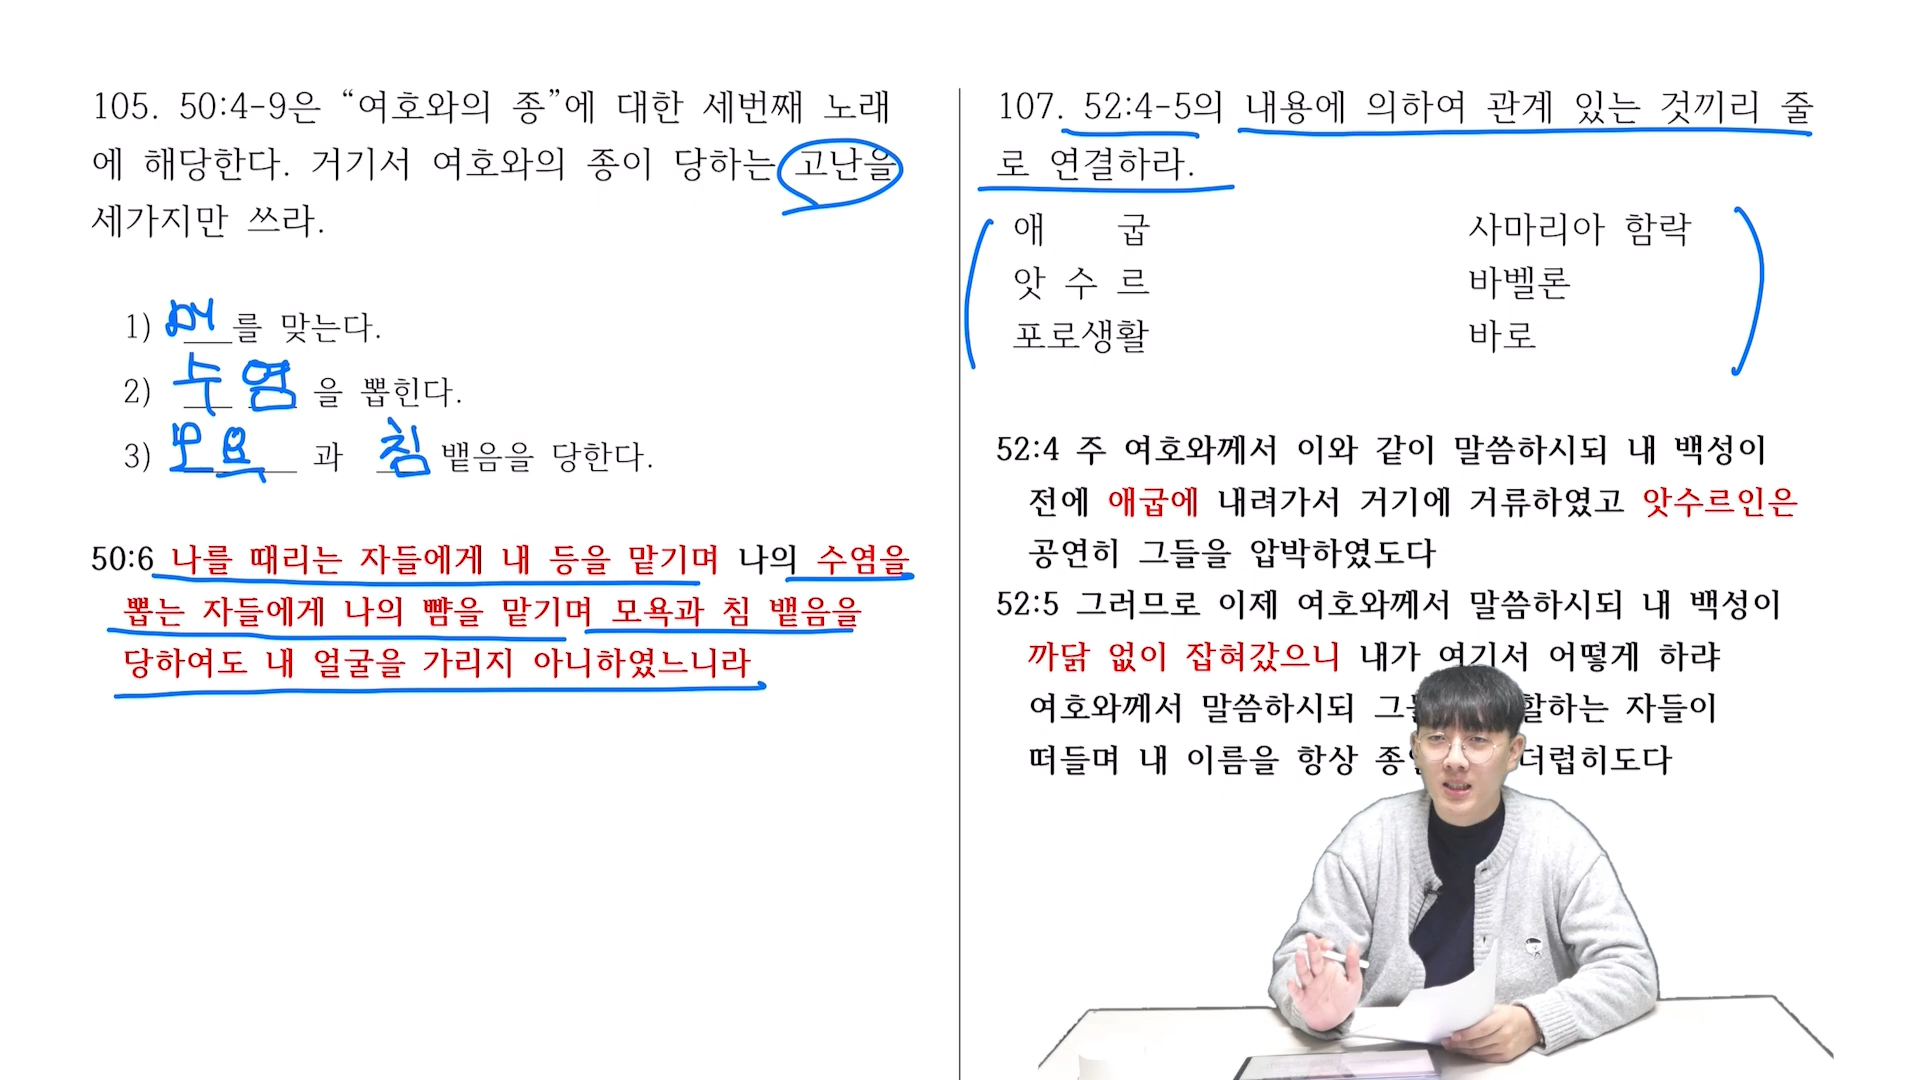 105. 50:4-9은 “여호와의 종”에 대한 세번째 노래
에 해당한다. 거기서 여호와의 종이 당하는 고난을
세가지만 쓰라.
1) 매를 맞는다.
2) 수염을 뽑힌다.
3) 모욕과 침 뱉음을 당한다.
50:6 나를 때리는 자들에게 내 등을 맡기며 나의 수염을
뽑는 자들에게 나의 뺨을 맡기며 모욕과 침 뱉음을
당하여도 내 얼굴을 가리지 아니하였느니라
107. 52:4-5의 내용에 의하여 관계 있는 것끼리 줄
로 연결하라.
애 굽 사마리아 함락
앗 수 르 바벨론
포로생활 바로
52:4 주 여호와께서 이와 같이 말씀하시되 내 백성이
전에 애굽에 내려가서 거기에 거류하였고 앗수르인은
공연히 그들을 압박하였도다
52:5 그러므로 이제 여호와께서 말씀하시되 내 백성이
까닭 없이 잡혀갔으니 내가 여기서 어떻게 하랴
여호와께서 말씀하시되 할하는 자들이
떠들며 내 이름을 항상 더럽히도다